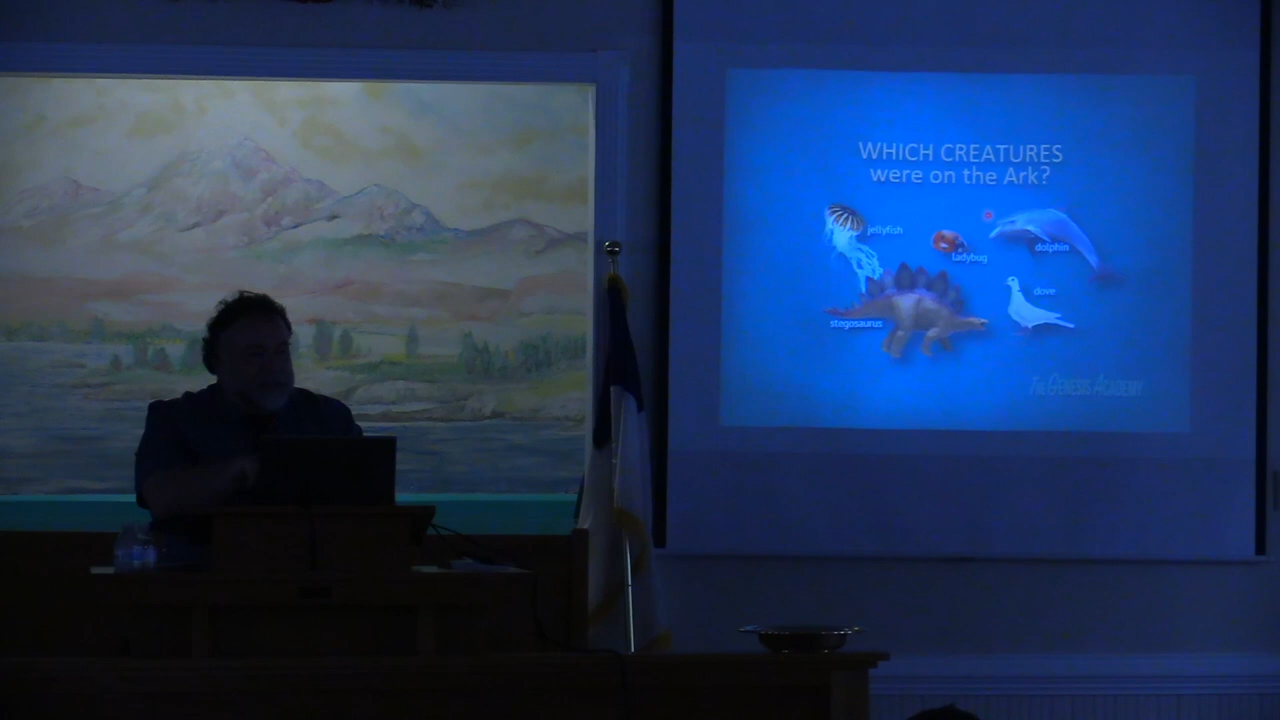 WHICH CREATURES
were on the Ark?
jellyfish
ladybug
dolphin
dove
stegosaurus
THE GENESIS ACADEMY